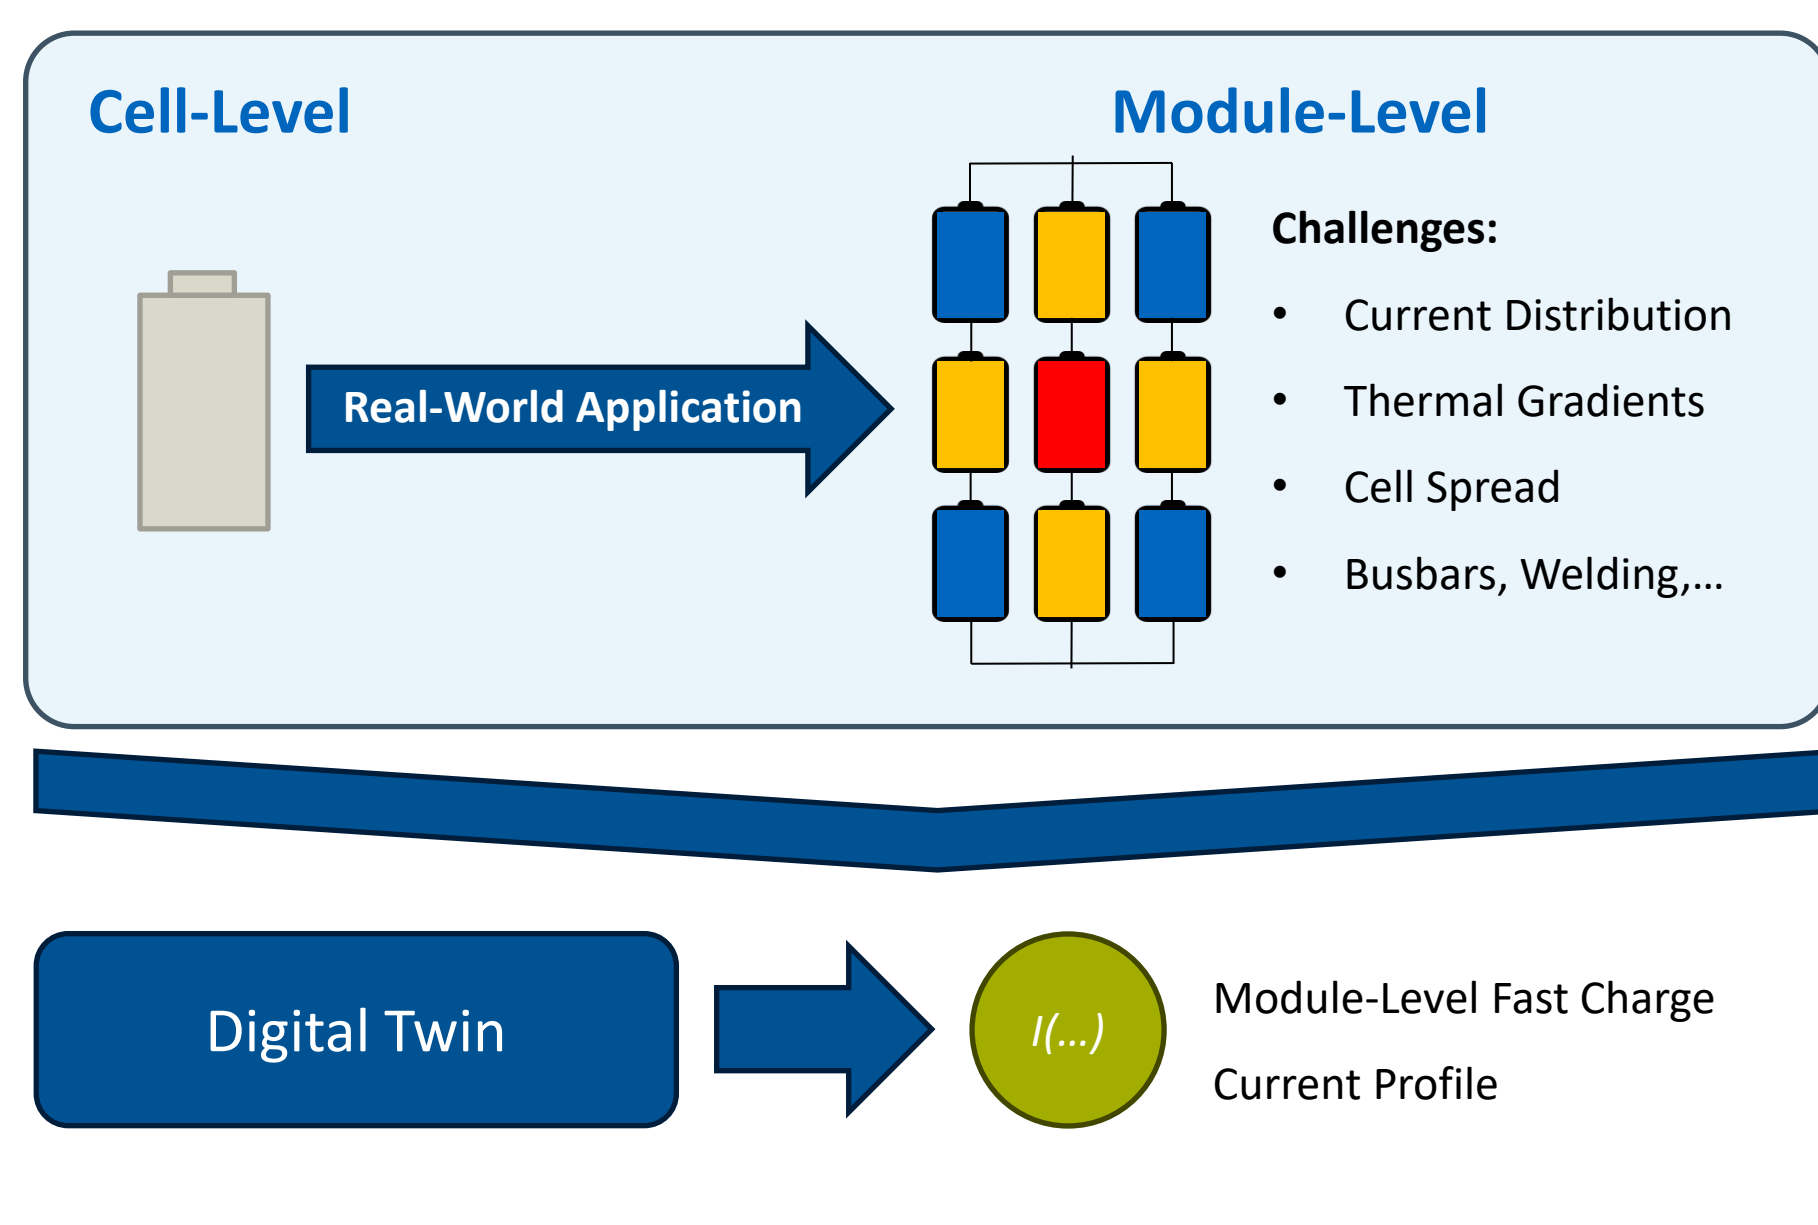 Cell-Level
Module-Level
Real-World Application
Challenges:
• Current Distribution
• Thermal Gradients
• Cell Spread
• Busbars, Welding,...
Digital Twin
I(...)
Module-Level Fast Charge
Current Profile